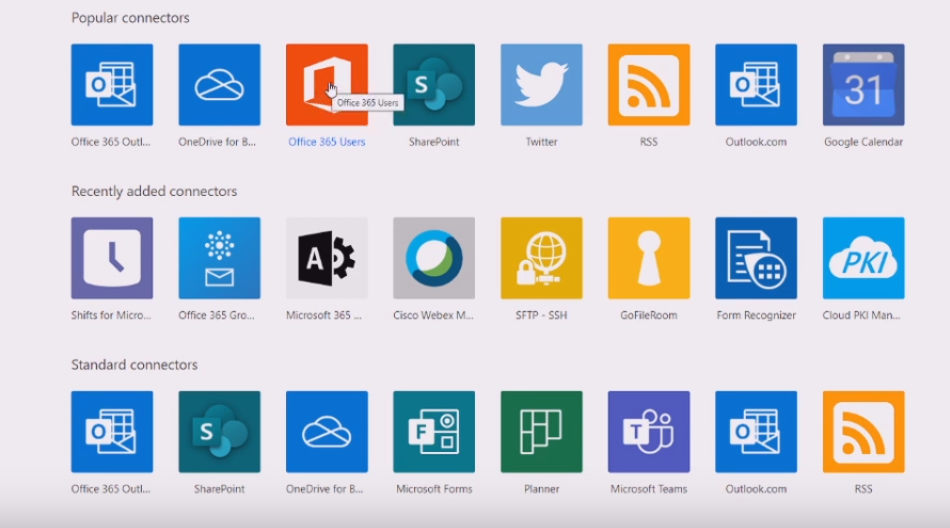 Popular connectors
Office 365 Users
31
Office 365 Outl...
OneDrive for B...
Office 365 Users
SharePoint
Twitter
RSS
Outlook.com
Google Calendar
Recently added connectors
PKI
Shifts for Micro...
Office 365 Gro...
Microsoft 365 ...
Cisco Webex M...
SFTP - SSH
GoFileRoom
Form Recognizer
Cloud PKI Man...
Standard connectors
Office 365 Outl...
SharePoint
OneDrive for B...
Microsoft Forms
Planner
Microsoft Teams
Outlook.com
RSS